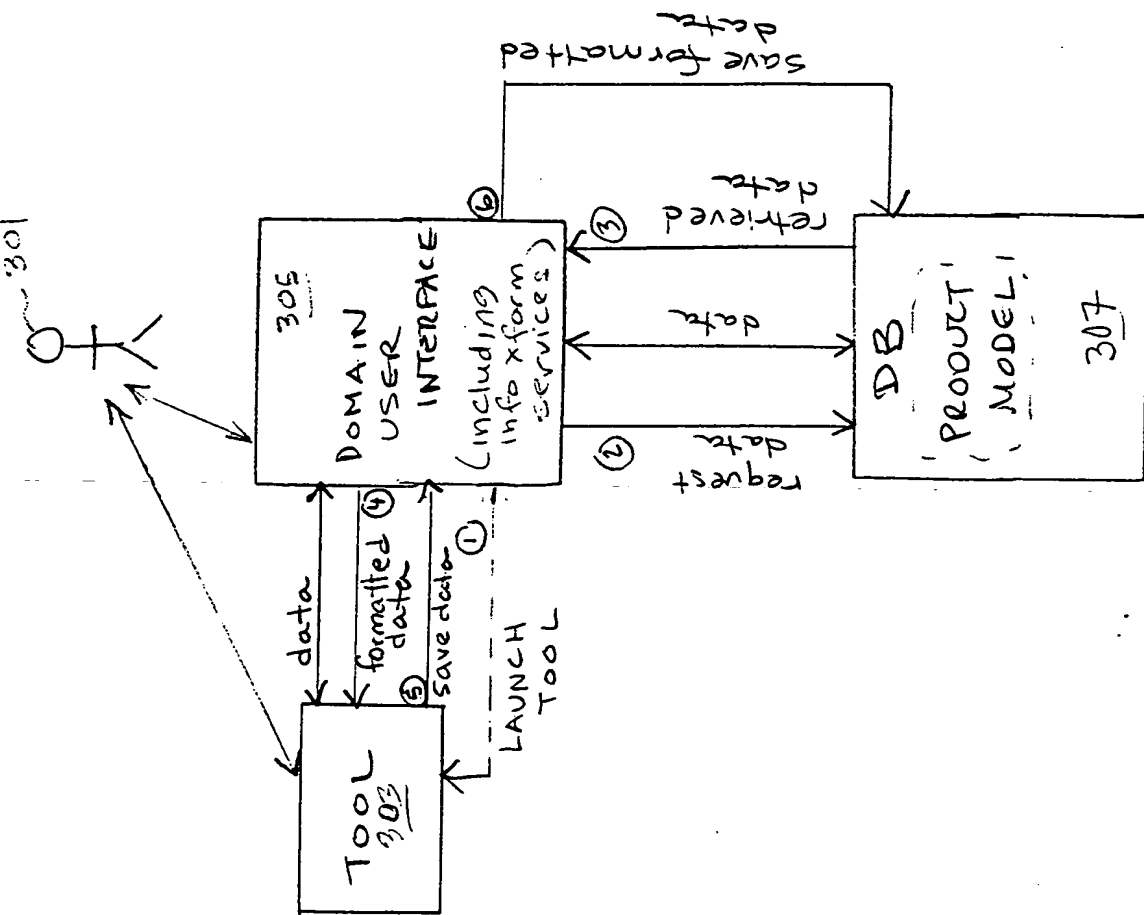 301
305
DOMAIN
USER
INTERFACE
(including
info xform
services)
data
④
formatted
data
⑤
save data
①
LAUNCH
TOOL
TOOL
303
⑥
save formatted
data
③
retrieved
data
data
②
request
data
DB
PRODUCT
MODEL
307